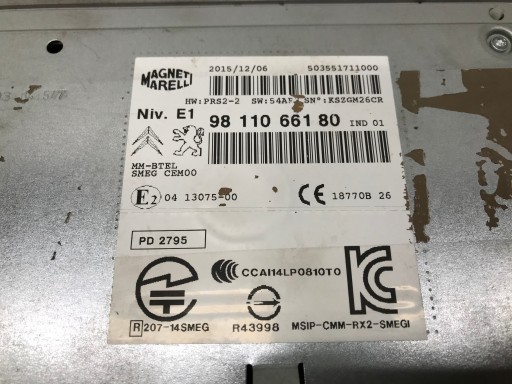 MAGNETI
MARELLI
2015/12/06 503551711000
HW:PRS2-2 SW:54AF SN°:KSZGM26CR
Niv. E1 98 110 661 80 IND 01
MM-BTEL
SMEG CEM00
E2 04 13075-00 CE 18770B 26
PD 2795
CCAI14LP0810T0
R 207-14SMEG R43998 MSIP-CMM-RX2-SMEGI